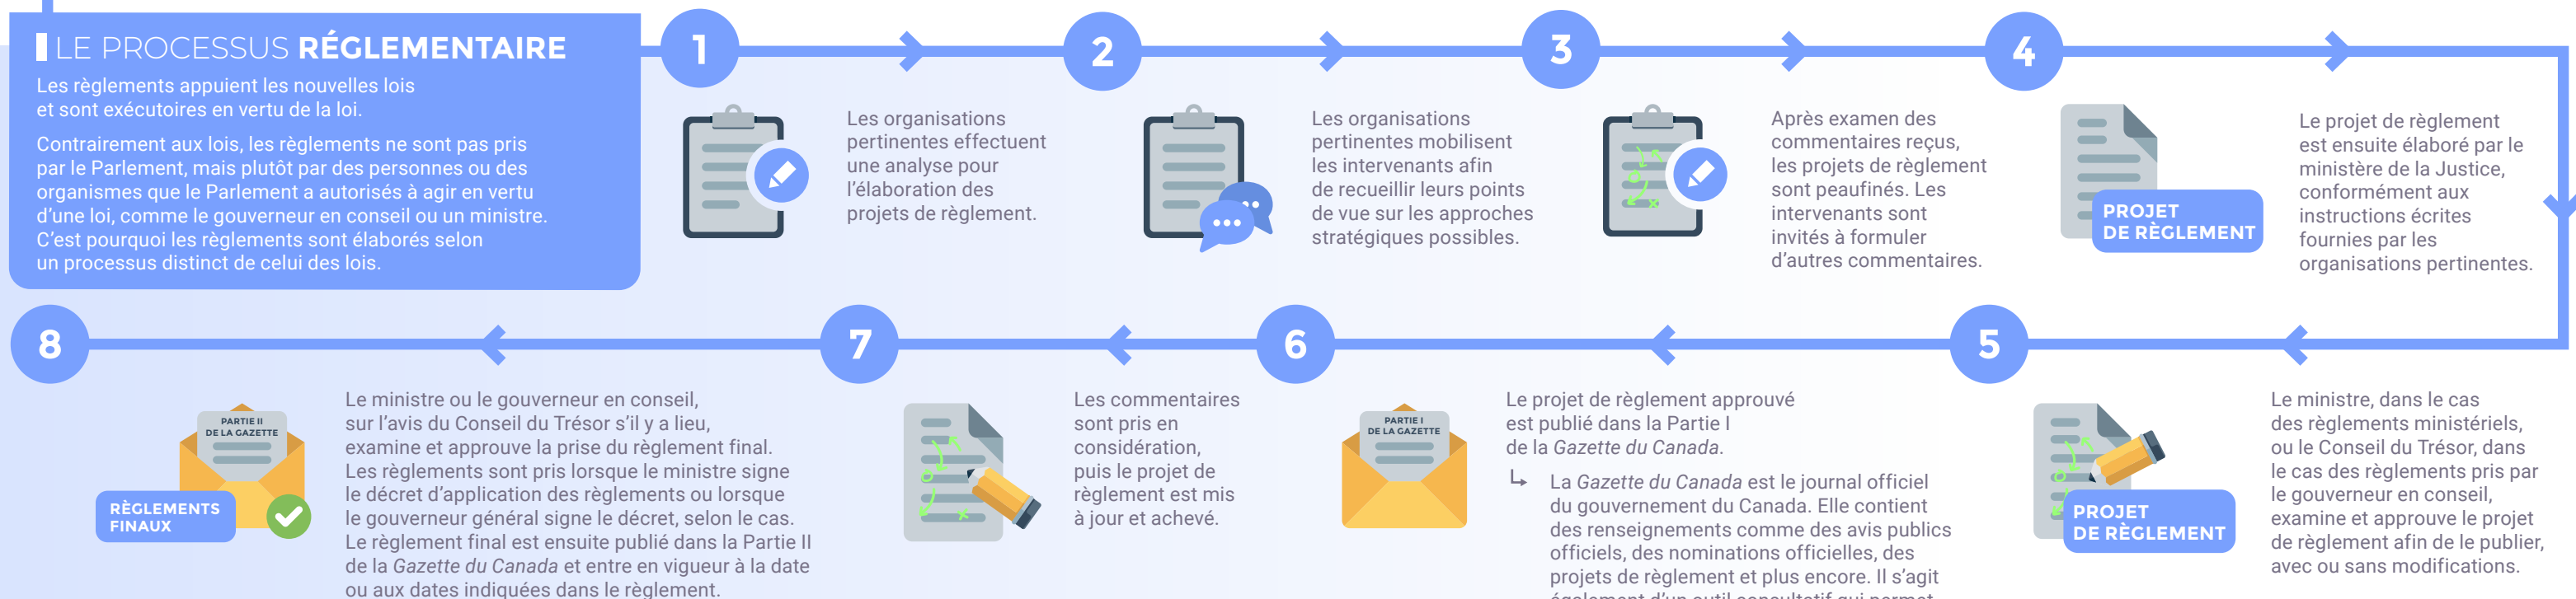 LE PROCESSUS RÉGLEMENTAIRE
Les règlements appuient les nouvelles lois
et sont exécutoires en vertu de la loi.
Contrairement aux lois, les règlements ne sont pas pris
par le Parlement, mais plutôt par des personnes ou des
organismes que le Parlement a autorisés à agir en vertu
d’une loi, comme le gouverneur en conseil ou un ministre.
C’est pourquoi les règlements sont élaborés selon
un processus distinct de celui des lois.
1
Les organisations
pertinentes effectuent
une analyse pour
l’élaboration des
projets de règlement.
2
Les organisations
pertinentes mobilisent
les intervenants afin
de recueillir leurs points
de vue sur les approches
stratégiques possibles.
3
Après examen des
commentaires reçus,
les projets de règlement
sont peaufinés. Les
intervenants sont
invités à formuler
d’autres commentaires.
4
PROJET
DE RÈGLEMENT
Le projet de règlement
est ensuite élaboré par le
ministère de la Justice,
conformément aux
instructions écrites
fournies par les
organisations pertinentes.
5
PROJET
DE RÈGLEMENT
Le ministre, dans le cas
des règlements ministériels,
ou le Conseil du Trésor, dans
le cas des règlements pris par
le gouverneur en conseil,
examine et approuve le projet
de règlement afin de le publier,
avec ou sans modifications.
6
PARTIE I
DE LA GAZETTE
Le projet de règlement approuvé
est publié dans la Partie I
de la Gazette du Canada.
La Gazette du Canada est le journal officiel
du gouvernement du Canada. Elle contient
des renseignements comme des avis publics
officiels, des nominations officielles, des
projets de règlement et plus encore. Il s’agit
également d’un outil consultatif qui permet
7
Les commentaires
sont pris en
considération,
puis le projet de
règlement est mis
à jour et achevé.
8
PARTIE II
DE LA GAZETTE
RÈGLEMENTS
FINAUX
Le ministre ou le gouverneur en conseil,
sur l’avis du Conseil du Trésor s’il y a lieu,
examine et approuve la prise du règlement final.
Les règlements sont pris lorsque le ministre signe
le décret d’application des règlements ou lorsque
le gouverneur général signe le décret, selon le cas.
Le règlement final est ensuite publié dans la Partie II
de la Gazette du Canada et entre en vigueur à la date
ou aux dates indiquées dans le règlement.